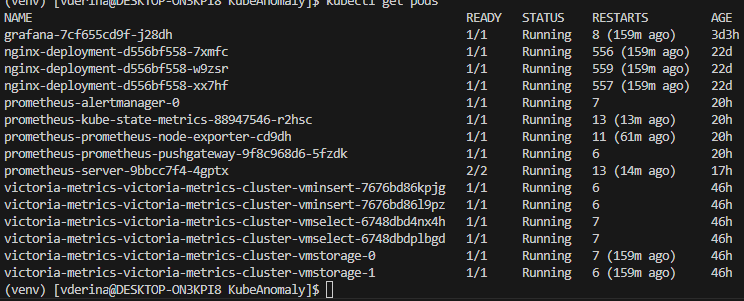 (venv) [vderina@DESKTOP-ON3KPI8 KubeAnomaly]$ kubectl get pods
NAME READY STATUS RESTARTS AGE
grafana-7cf655cd9f-j28dh 1/1 Running 8 (159m ago) 3d3h
nginx-deployment-d556bf558-7xmfc 1/1 Running 556 (159m ago) 22d
nginx-deployment-d556bf558-w9zsr 1/1 Running 559 (159m ago) 22d
nginx-deployment-d556bf558-xx7hf 1/1 Running 557 (159m ago) 22d
prometheus-alertmanager-0 1/1 Running 7 20h
prometheus-kube-state-metrics-88947546-r2hsc 1/1 Running 13 (13m ago) 20h
prometheus-prometheus-node-exporter-cd9dh 1/1 Running 11 (61m ago) 20h
prometheus-prometheus-pushgateway-9f8c968d6-5fzdk 1/1 Running 6 20h
prometheus-server-9bbcc7f4-4gptx 2/2 Running 13 (14m ago) 17h
victoria-metrics-victoria-metrics-cluster-vminsert-7676bd86kpjg 1/1 Running 6 46h
victoria-metrics-victoria-metrics-cluster-vminsert-7676bd86l9pz 1/1 Running 6 46h
victoria-metrics-victoria-metrics-cluster-vmselect-6748dbd4nx4h 1/1 Running 7 46h
victoria-metrics-victoria-metrics-cluster-vmselect-6748dbdplbgd 1/1 Running 7 46h
victoria-metrics-victoria-metrics-cluster-vmstorage-0 1/1 Running 7 (159m ago) 46h
victoria-metrics-victoria-metrics-cluster-vmstorage-1 1/1 Running 6 (159m ago) 46h
(venv) [vderina@DESKTOP-ON3KPI8 KubeAnomaly]$